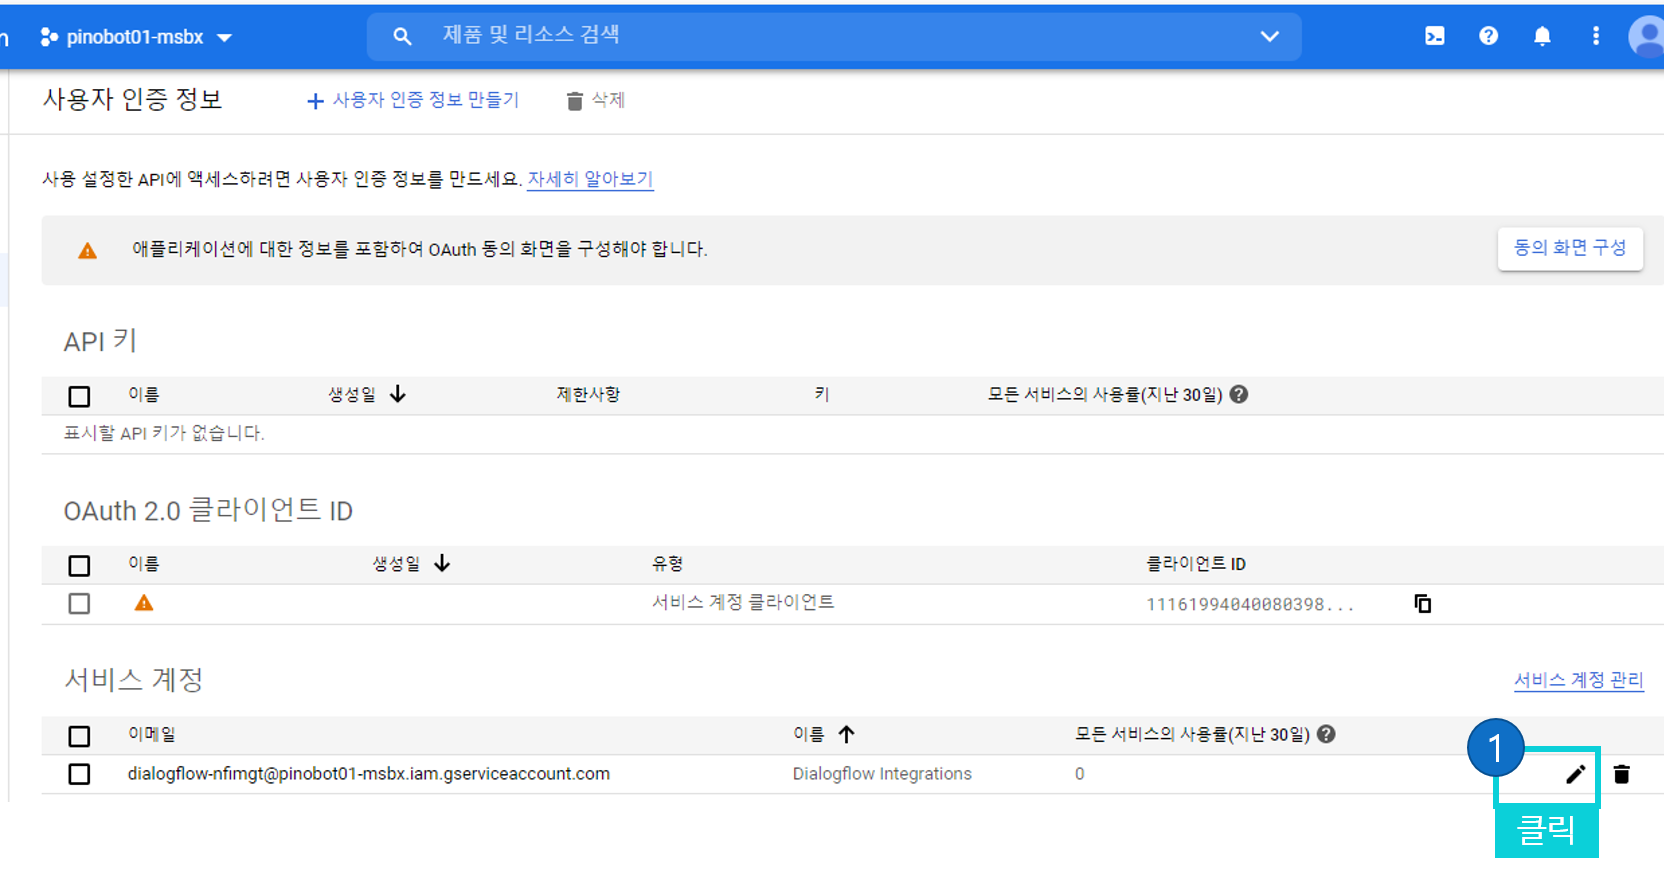 n pinobot01-msbx 제품 및 리소스 검색
사용자 인증 정보 + 사용자 인증 정보 만들기 삭제
사용 설정한 API에 액세스하려면 사용자 인증 정보를 만드세요. 자세히 알아보기
애플리케이션에 대한 정보를 포함하여 OAuth 동의 화면을 구성해야 합니다. 동의 화면 구성
API 키
이름 생성일 제한사항 키 모든 서비스의 사용률(지난 30일)
표시할 API 키가 없습니다.
OAuth 2.0 클라이언트 ID
이름 생성일 유형 클라이언트 ID
서비스 계정 클라이언트 11161994040080398...
서비스 계정 서비스 계정 관리
이메일 이름 모든 서비스의 사용률(지난 30일)
1
dialogflow-nfimgt@pinobot01-msbx.iam.gserviceaccount.com Dialogflow Integrations 0
클릭